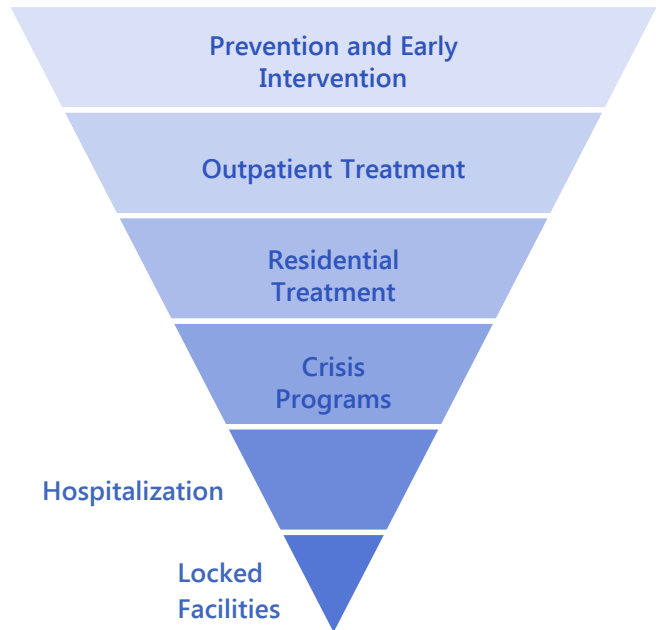 Prevention and Early
Intervention
Outpatient Treatment
Residential
Treatment
Crisis
Programs
Hospitalization
Locked
Facilities